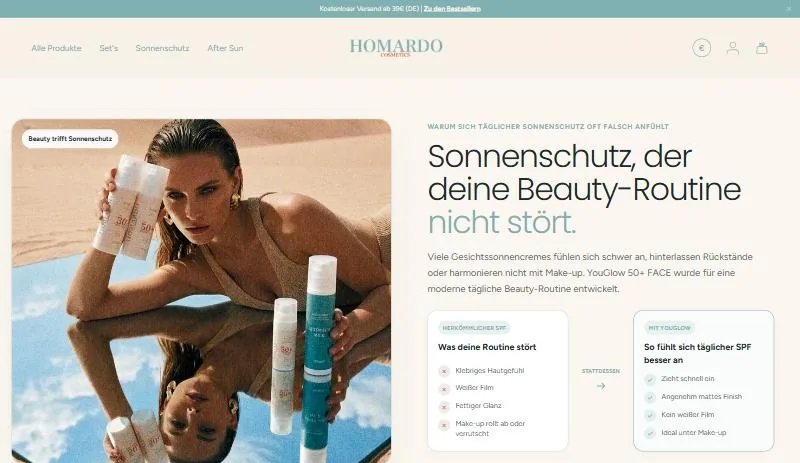 Kostenloser Versand ab 39€ (DE) | Zu den Bestsellern
×
Alle Produkte
Set's
Sonnenschutz
After Sun
HOMARDO
COSMETICS
€
Beauty trifft Sonnenschutz
30
50+
50+
WARUM SICH TÄGLICHER SONNENSCHUTZ OFT FALSCH ANFÜHLT
Sonnenschutz, der
deine Beauty-Routine
nicht stört.
Viele Gesichtssonnencremes fühlen sich schwer an, hinterlassen Rückstände
oder harmonieren nicht mit Make-up. YouGlow 50+ FACE wurde für eine
moderne tägliche Beauty-Routine entwickelt.
HERKÖMMLICHER SPF
Was deine Routine stört
Klebriges Hautgefühl
Weißer Film
Fettiger Glanz
Make-up rollt ab oder
verrutscht
STATTDESSEN
MIT YOUGLOW
So fühlt sich täglicher SPF
besser an
Zieht schnell ein
Angenehm mattes Finish
Kein weißer Film
Ideal unter Make-up